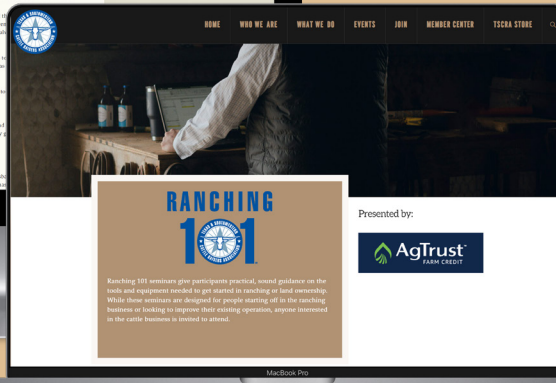 HOME WHO WE ARE WHAT WE DO EVENTS JOIN MEMBER CENTER TSCRA STORE
RANCHING
101
Presented by:
AgTrust
FARM CREDIT
Ranching 101 seminars give participants practical, sound guidance on the
tools and equipment needed to get started in ranching or land ownership.
While these seminars are designed for people starting off in the ranching
business or looking to improve their existing operation, anyone interested
in the cattle business is invited to attend.
MacBook Pro